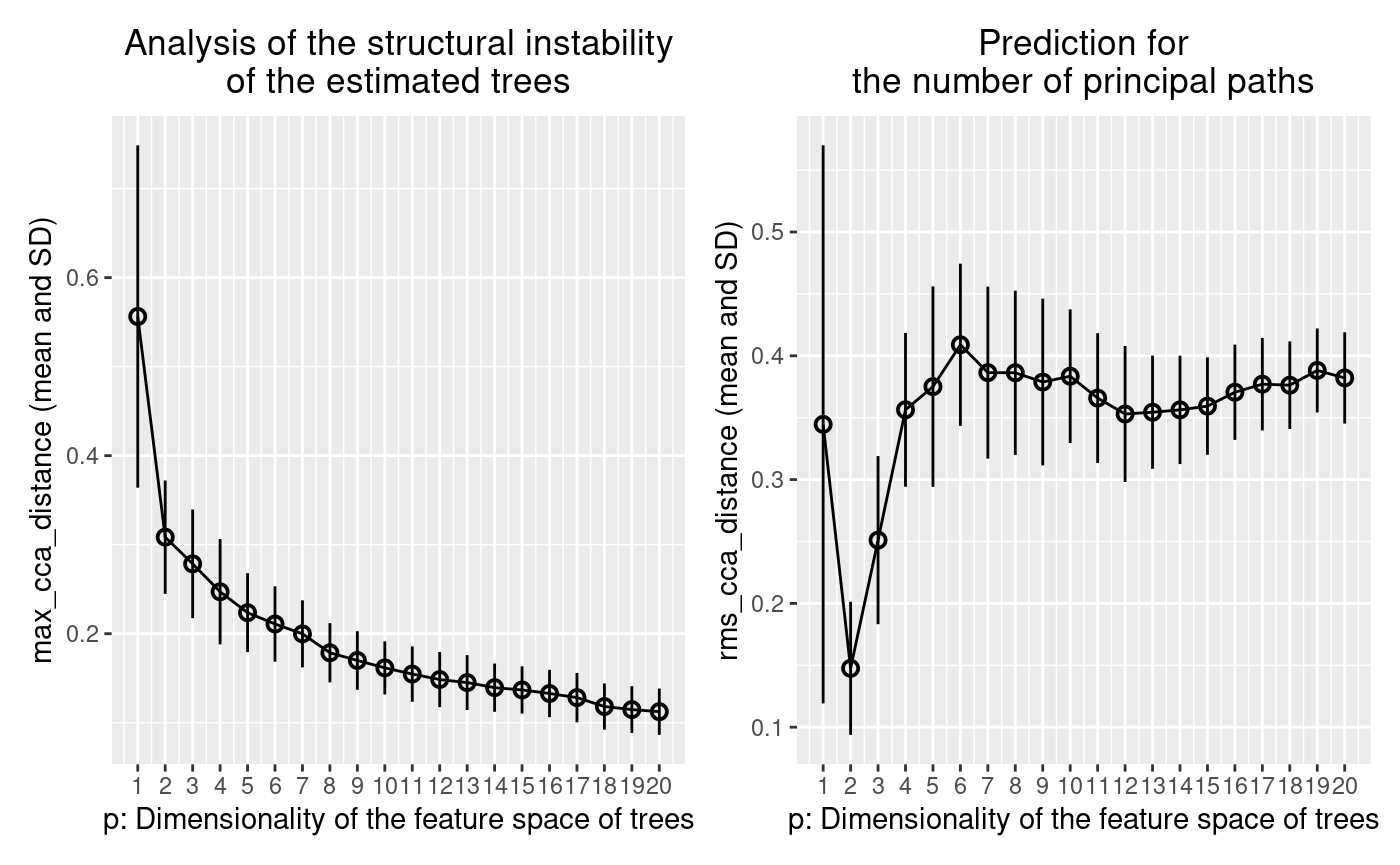 Analysis of the structural instability
of the estimated trees
max_cca_distance (mean and SD)
0.6
0.4
0.2
1 2 3 4 5 6 7 8 9 10 11 12 13 14 15 16 17 18 19 20
p: Dimensionality of the feature space of trees
Prediction for
the number of principal paths
rms_cca_distance (mean and SD)
0.5
0.4
0.3
0.2
0.1
1 2 3 4 5 6 7 8 9 10 11 12 13 14 15 16 17 18 19 20
p: Dimensionality of the feature space of trees